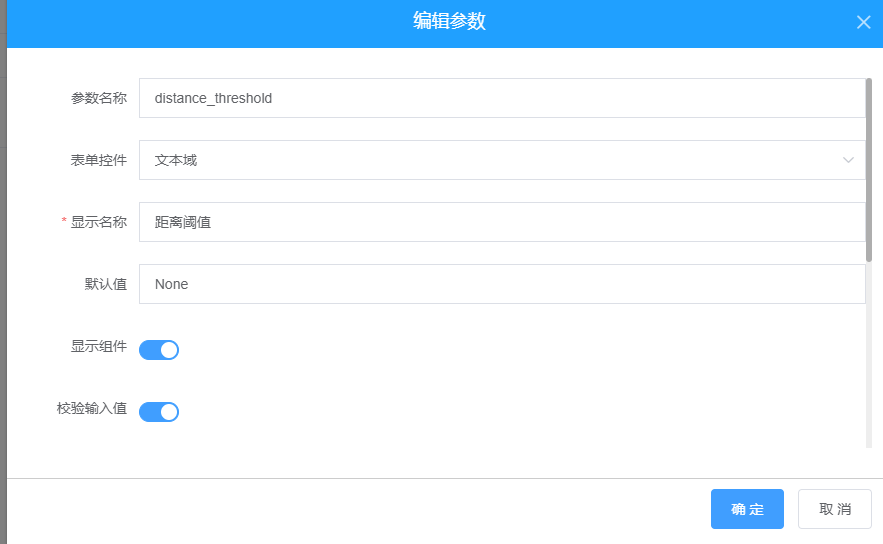 编辑参数
参数名称 distance_threshold
表单控件 文本域
* 显示名称 距离阈值
默认值 None
显示组件
校验输入值
确定 取消